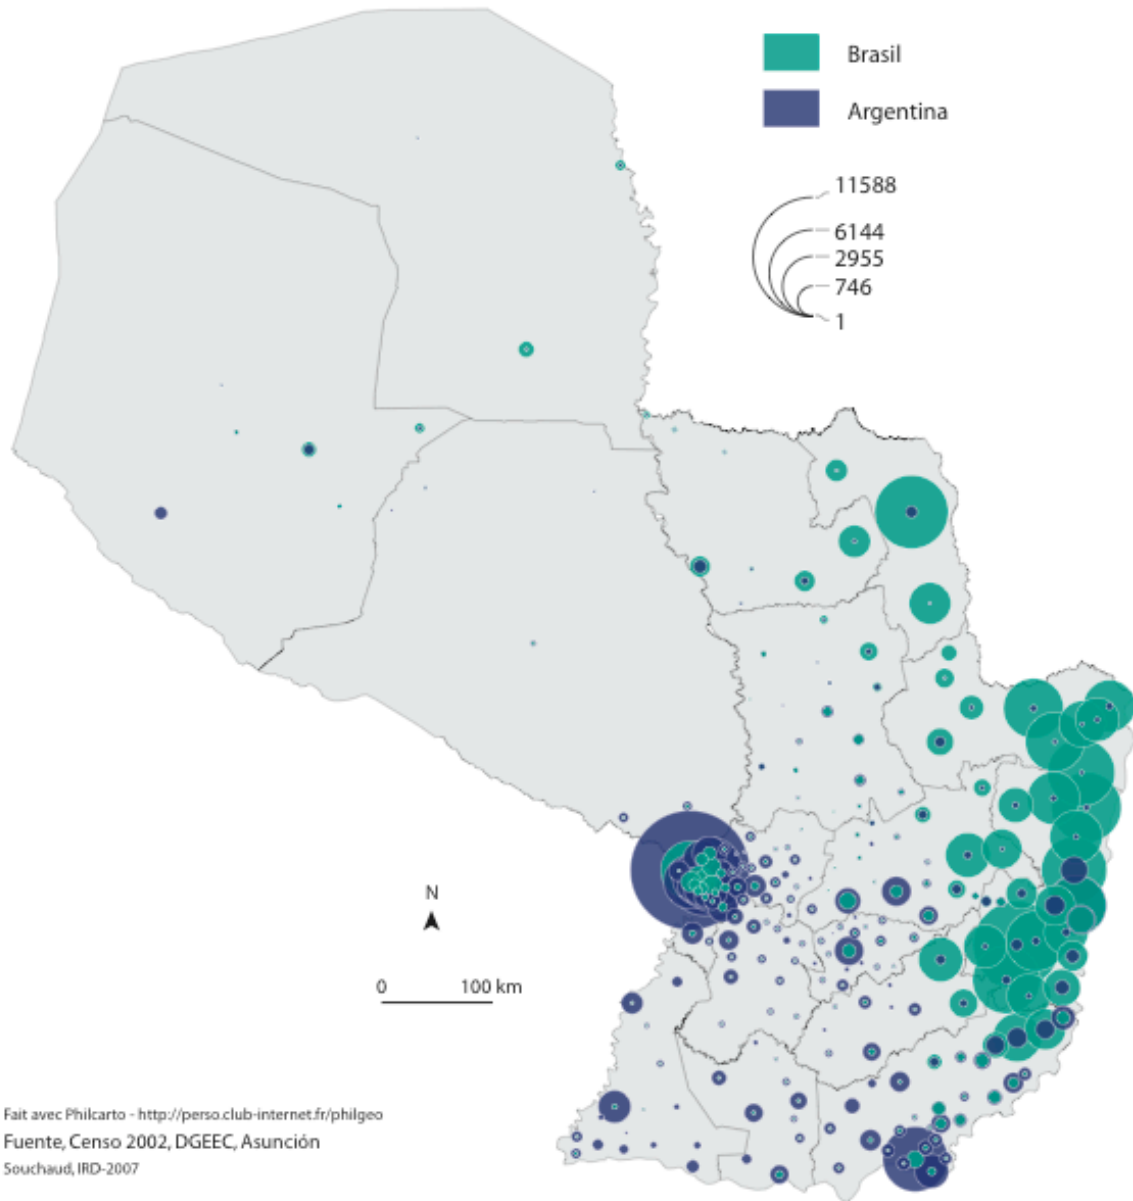 Brasil
Argentina
11588
6144
2955
746
1
N
0 100 km
Fait avec Philcarto - http://perso.club-internet.fr/philgeo
Fuente, Censo 2002, DGEEC, Asunción
Souchaud, IRD-2007